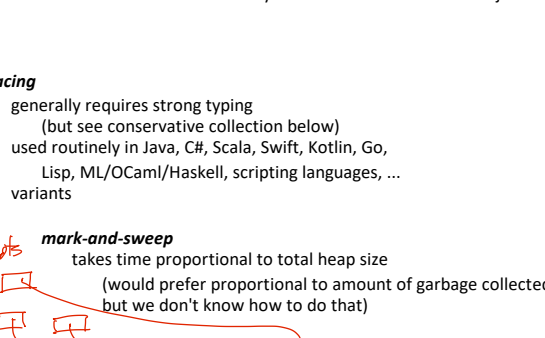 acing
generally requires strong typing
(but see conservative collection below)
used routinely in Java, C#, Scala, Swift, Kotlin, Go,
Lisp, ML/OCaml/Haskell, scripting languages, ...
variants
mark-and-sweep
takes time proportional to total heap size
(would prefer proportional to amount of garbage collected
but we don't know how to do that)